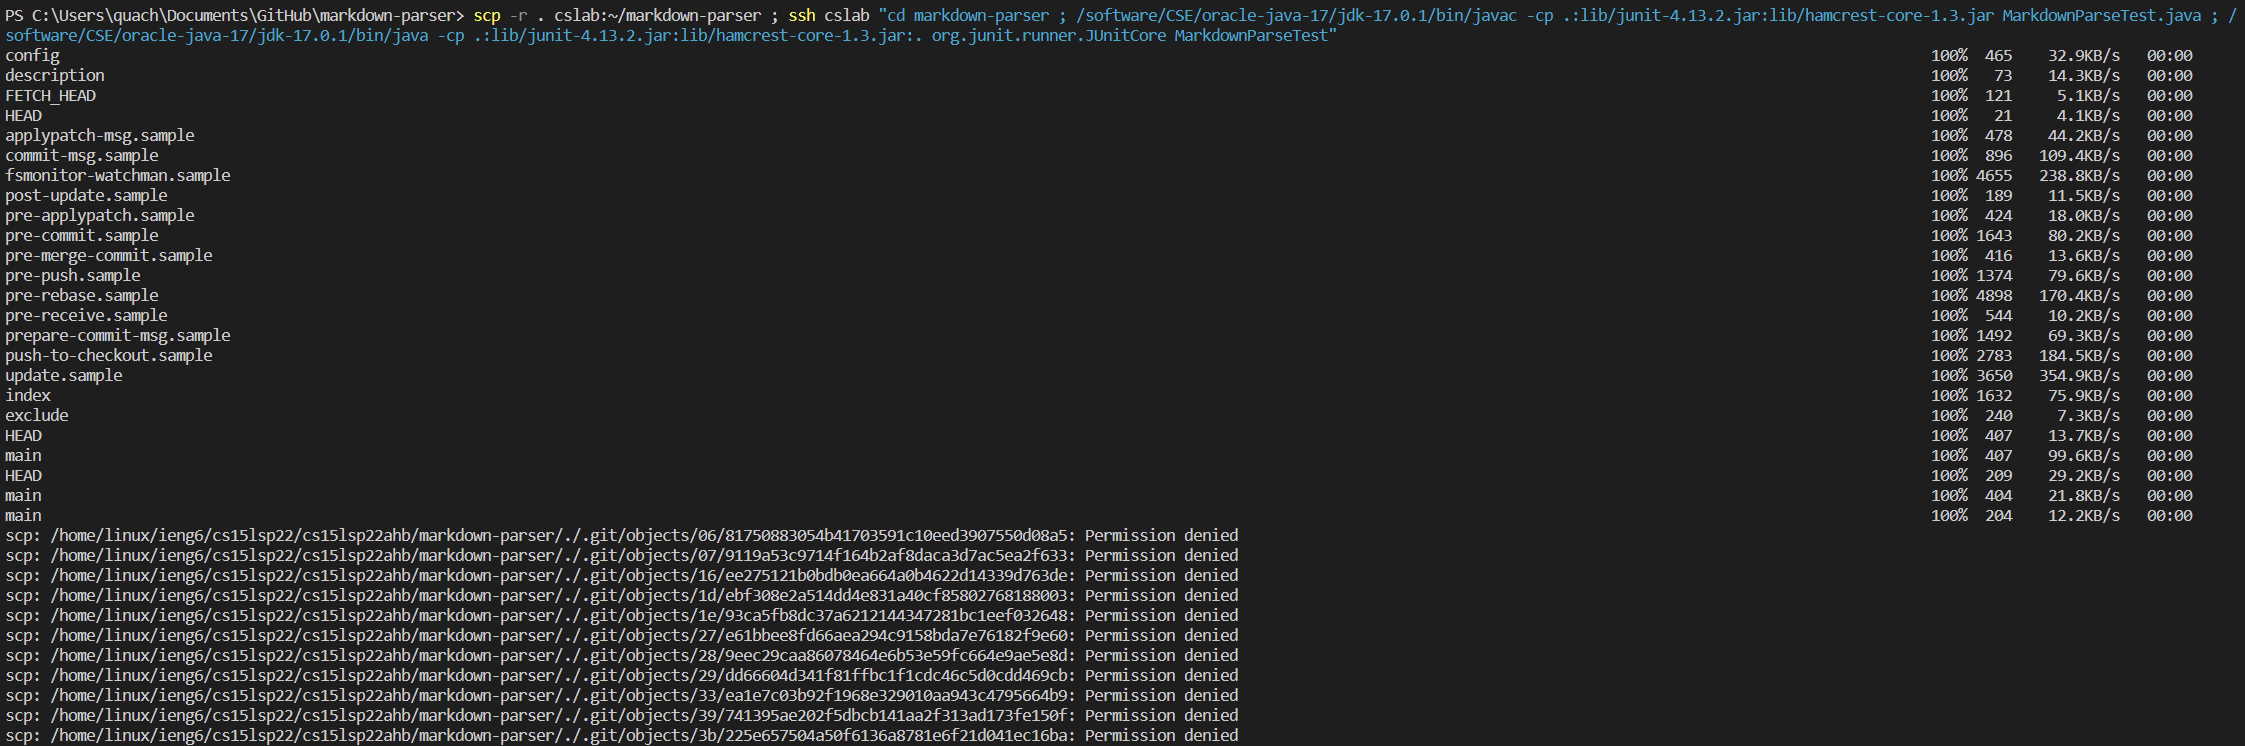 PS C:\Users\quach\Documents\GitHub\markdown-parser> scp -r . cslab:~/markdown-parser ; ssh cslab "cd markdown-parser ; /software/CSE/oracle-java-17/jdk-17.0.1/bin/javac -cp .:lib/junit-4.13.2.jar:lib/hamcrest-core-1.3.jar MarkdownParseTest.java ; /
software/CSE/oracle-java-17/jdk-17.0.1/bin/java -cp .:lib/junit-4.13.2.jar:lib/hamcrest-core-1.3.jar:. org.junit.runner.JUnitCore MarkdownParseTest"
config 100% 465 32.9KB/s 00:00
description 100% 73 14.3KB/s 00:00
FETCH_HEAD 100% 121 5.1KB/s 00:00
HEAD 100% 21 4.1KB/s 00:00
applypatch-msg.sample 100% 478 44.2KB/s 00:00
commit-msg.sample 100% 896 109.4KB/s 00:00
fsmonitor-watchman.sample 100% 4655 238.8KB/s 00:00
post-update.sample 100% 189 11.5KB/s 00:00
pre-applypatch.sample 100% 424 18.0KB/s 00:00
pre-commit.sample 100% 1643 80.2KB/s 00:00
pre-merge-commit.sample 100% 416 13.6KB/s 00:00
pre-push.sample 100% 1374 79.6KB/s 00:00
pre-rebase.sample 100% 4898 170.4KB/s 00:00
pre-receive.sample 100% 544 10.2KB/s 00:00
prepare-commit-msg.sample 100% 1492 69.3KB/s 00:00
push-to-checkout.sample 100% 2783 184.5KB/s 00:00
update.sample 100% 3650 354.9KB/s 00:00
index 100% 1632 75.9KB/s 00:00
exclude 100% 240 7.3KB/s 00:00
HEAD 100% 407 13.7KB/s 00:00
main 100% 407 99.6KB/s 00:00
HEAD 100% 209 29.2KB/s 00:00
main 100% 404 21.8KB/s 00:00
main 100% 204 12.2KB/s 00:00
scp: /home/linux/ieng6/cs15lsp22/cs15lsp22ahb/markdown-parser/./.git/objects/06/81750883054b41703591c10eed3907550d08a5: Permission denied
scp: /home/linux/ieng6/cs15lsp22/cs15lsp22ahb/markdown-parser/./.git/objects/07/9119a53c9714f164b2af8daca3d7ac5ea2f633: Permission denied
scp: /home/linux/ieng6/cs15lsp22/cs15lsp22ahb/markdown-parser/./.git/objects/16/ee275121b0bdb0ea664a0b4622d14339d763de: Permission denied
scp: /home/linux/ieng6/cs15lsp22/cs15lsp22ahb/markdown-parser/./.git/objects/1d/ebf308e2a514dd4e831a40cf85802768188003: Permission denied
scp: /home/linux/ieng6/cs15lsp22/cs15lsp22ahb/markdown-parser/./.git/objects/1e/93ca5fb8dc37a6212144347281bc1eef032648: Permission denied
scp: /home/linux/ieng6/cs15lsp22/cs15lsp22ahb/markdown-parser/./.git/objects/27/e61bbee8fd66aea294c9158bda7e76182f9e60: Permission denied
scp: /home/linux/ieng6/cs15lsp22/cs15lsp22ahb/markdown-parser/./.git/objects/28/9eec29caa86078464e6b53e59fc664e9ae5e8d: Permission denied
scp: /home/linux/ieng6/cs15lsp22/cs15lsp22ahb/markdown-parser/./.git/objects/29/dd66604d341f81ffbc1f1cdc46c5d0cdd469cb: Permission denied
scp: /home/linux/ieng6/cs15lsp22/cs15lsp22ahb/markdown-parser/./.git/objects/33/ea1e7c03b92f1968e329010aa943c4795664b9: Permission denied
scp: /home/linux/ieng6/cs15lsp22/cs15lsp22ahb/markdown-parser/./.git/objects/39/741395ae202f5dbcb141aa2f313ad173fe150f: Permission denied
scp: /home/linux/ieng6/cs15lsp22/cs15lsp22ahb/markdown-parser/./.git/objects/3b/225e657504a50f6136a8781e6f21d041ec16ba: Permission denied